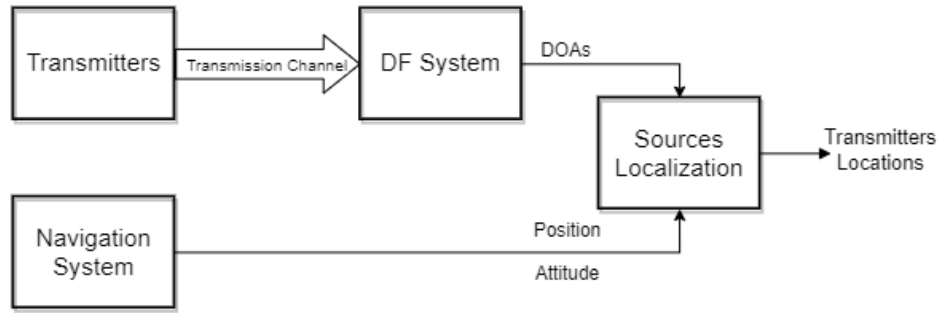 Transmitters
Transmission Channel
DF System
DOAs
Sources
Localization
Transmitters
Locations
Navigation
System
Position
Attitude